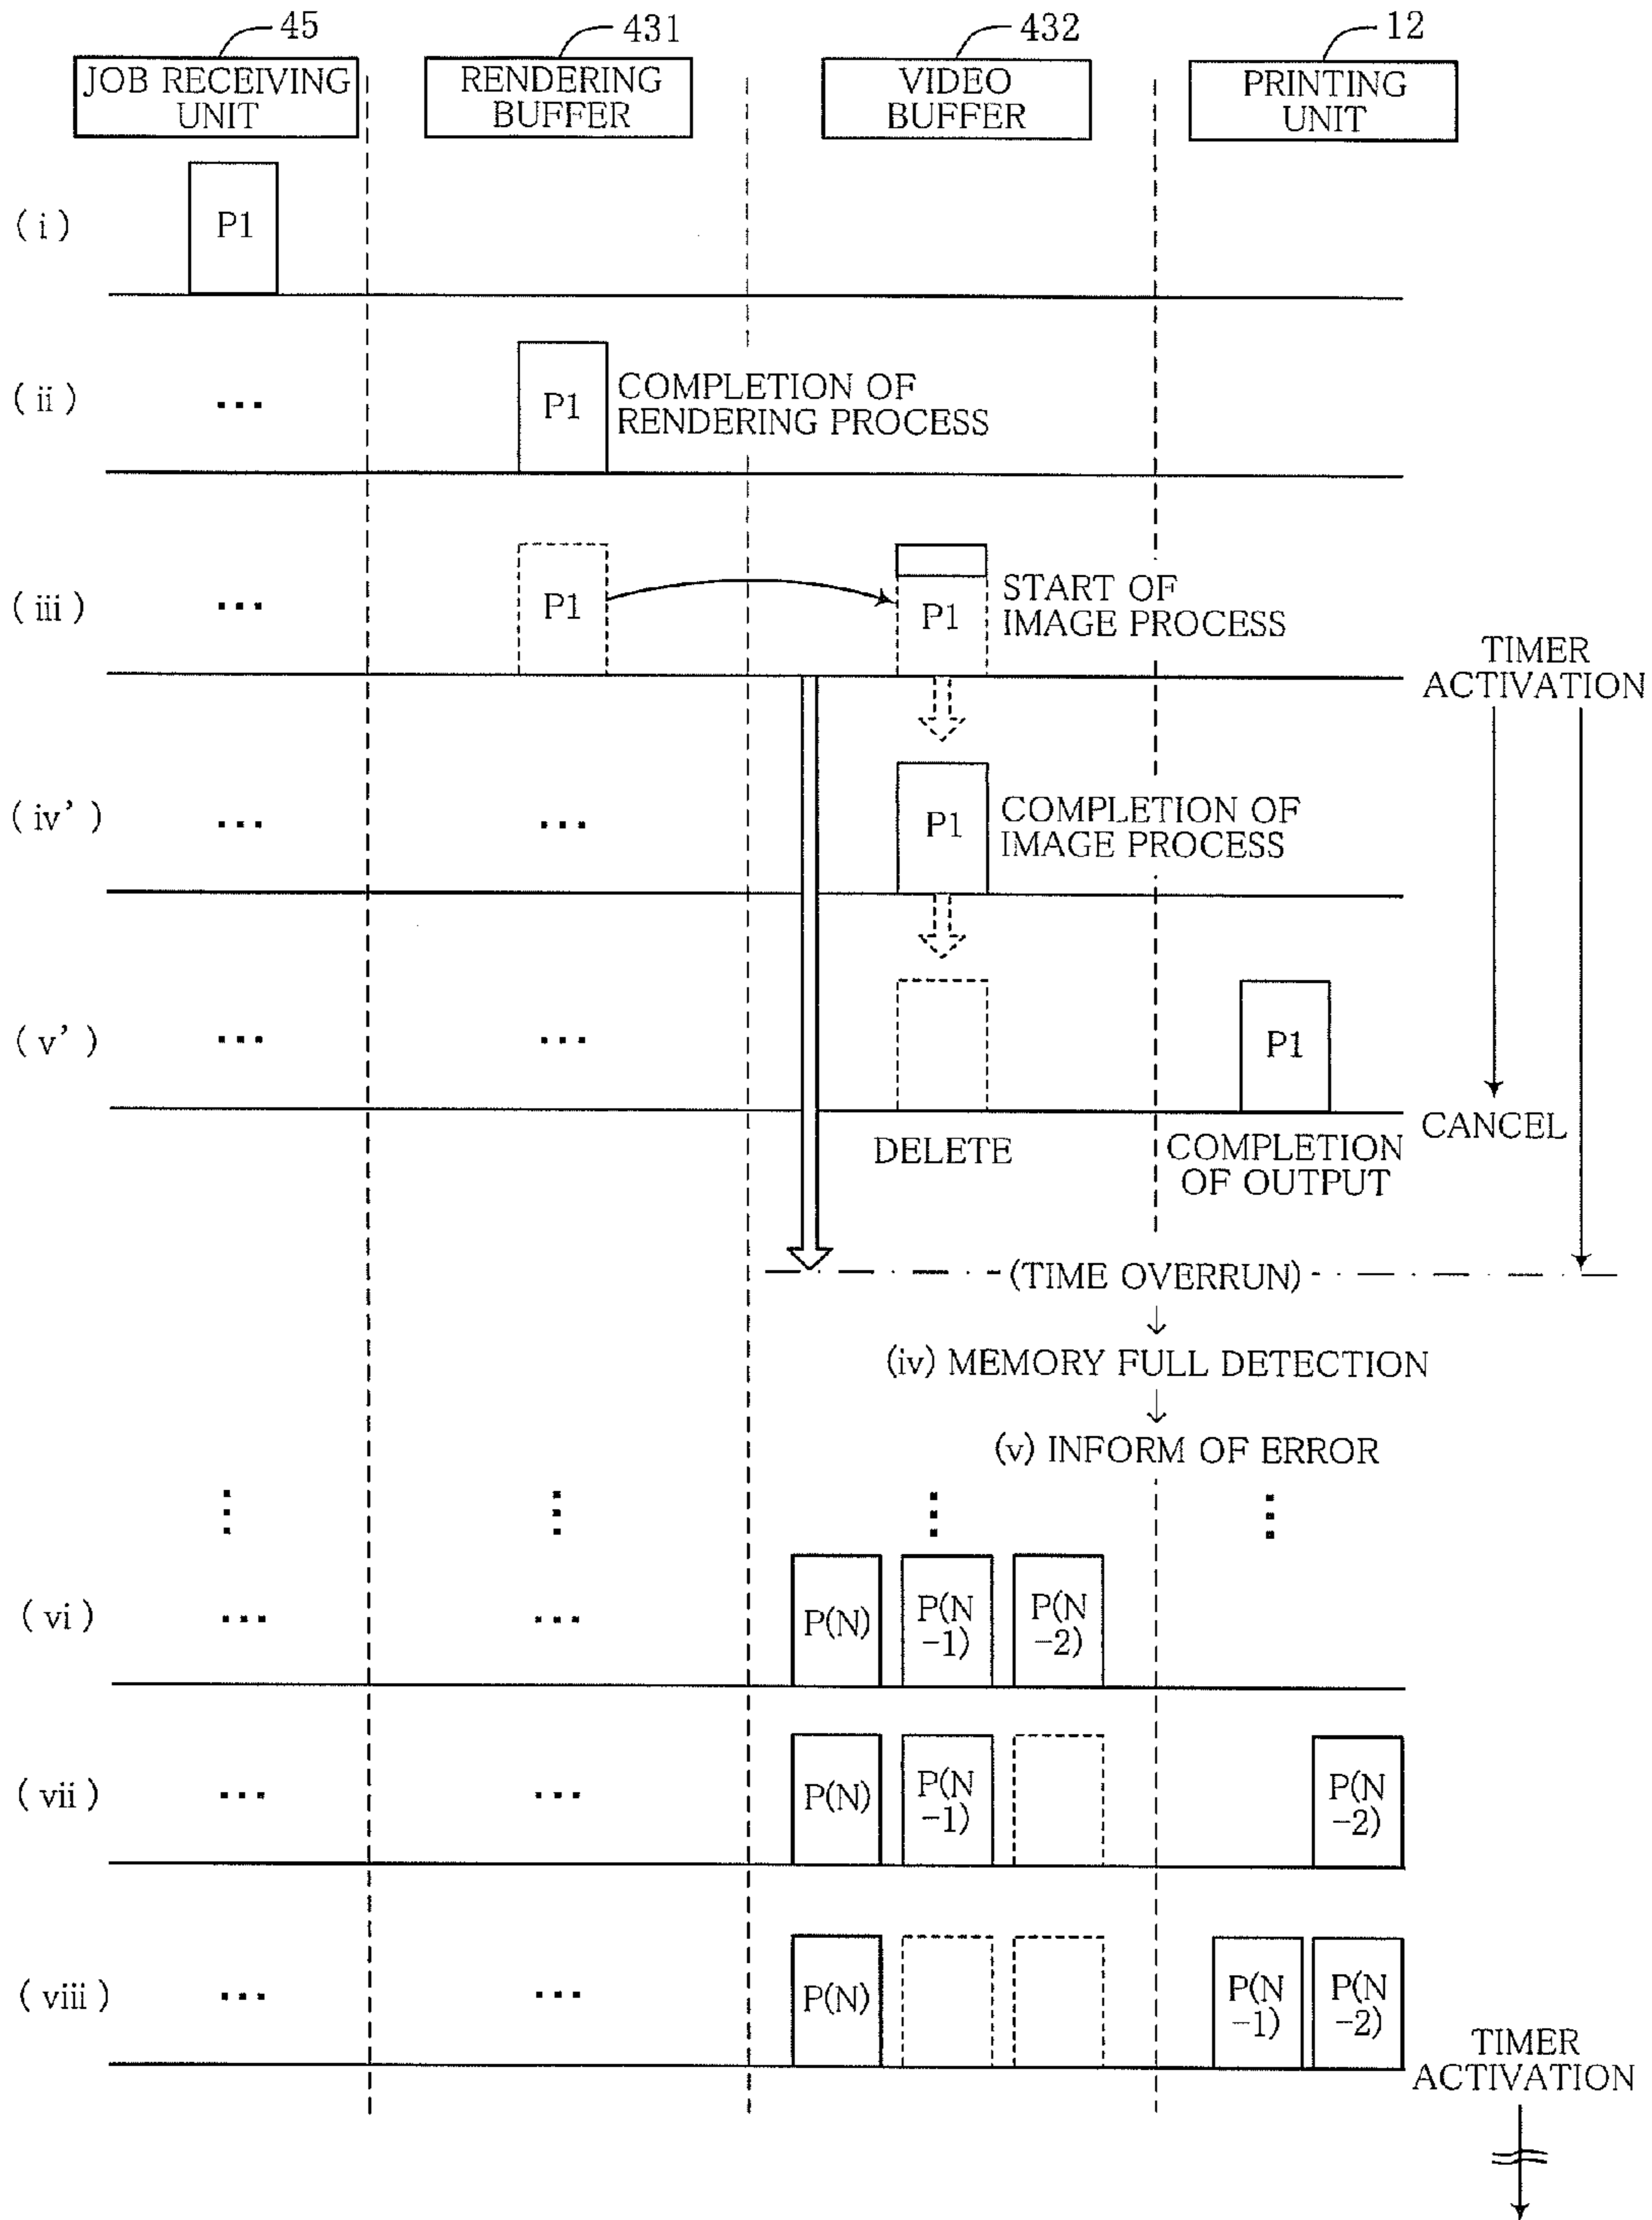 45
431
432
12
JOB RECEIVING
UNIT
RENDERING
BUFFER
VIDEO
BUFFER
PRINTING
UNIT
(i)
P1
(ii)
...
P1
COMPLETION OF
RENDERING PROCESS
(iii)
...
P1
P1
START OF
IMAGE PROCESS
TIMER
ACTIVATION
(iv')
...
...
P1
COMPLETION OF
IMAGE PROCESS
(v')
...
...
P1
DELETE
COMPLETION
OF OUTPUT
CANCEL
(TIME OVERRUN)
(iv) MEMORY FULL DETECTION
(v) INFORM OF ERROR
(vi)
...
...
P(N)
P(N
-1)
P(N
-2)
(vii)
...
...
P(N)
P(N
-1)
P(N
-2)
(viii)
...
...
P(N)
P(N
-1)
P(N
-2)
TIMER
ACTIVATION